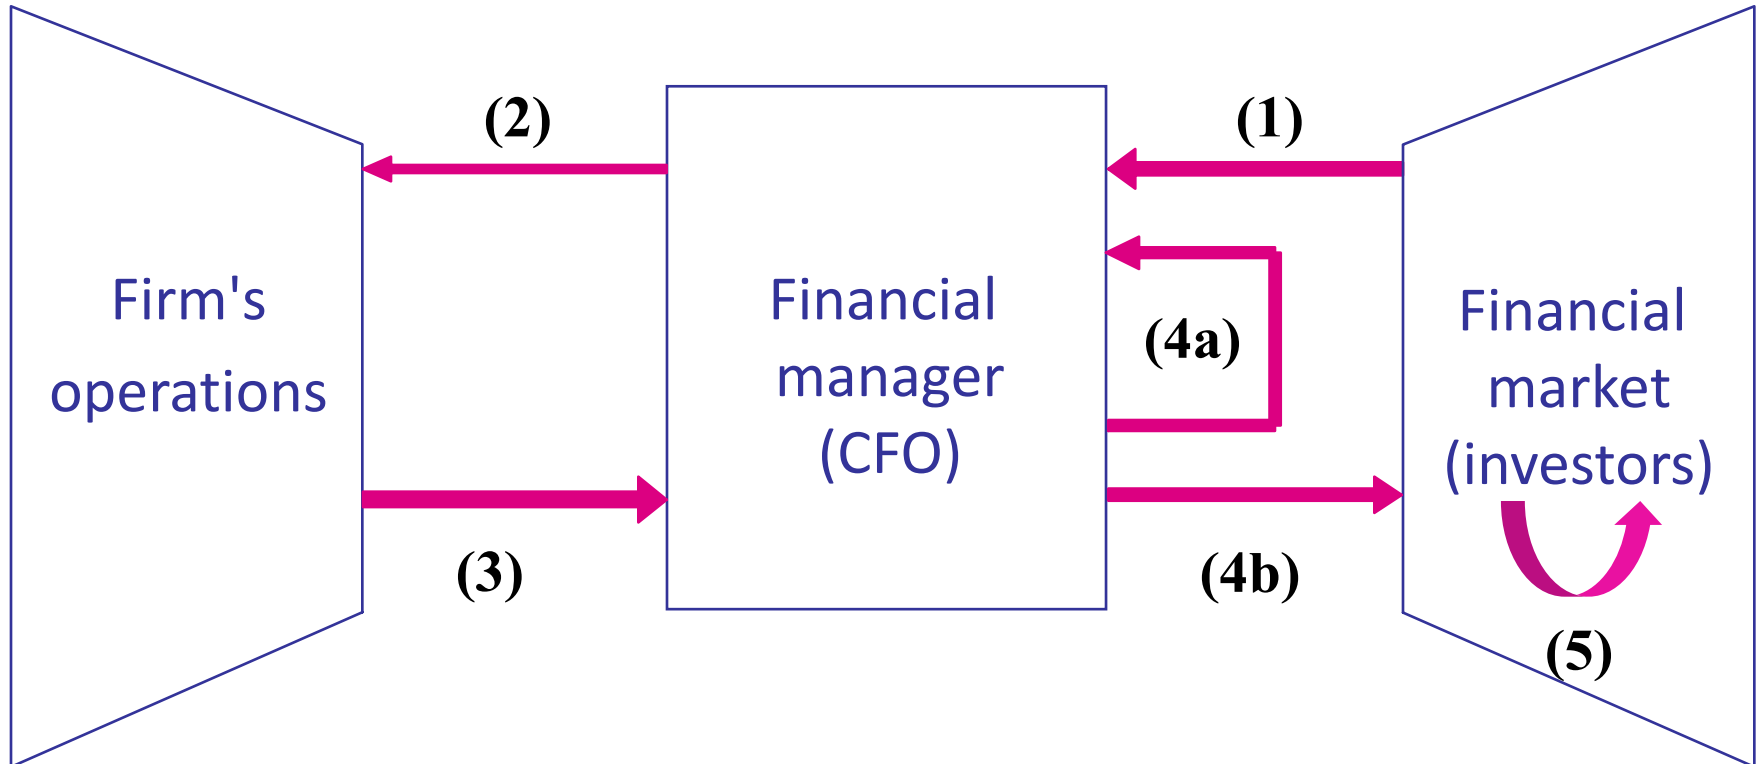 (2)
(1)
Firm's
operations
Financial
manager
(CFO)
(4a)
Financial
market
(investors)
(3)
(4b)
(5)